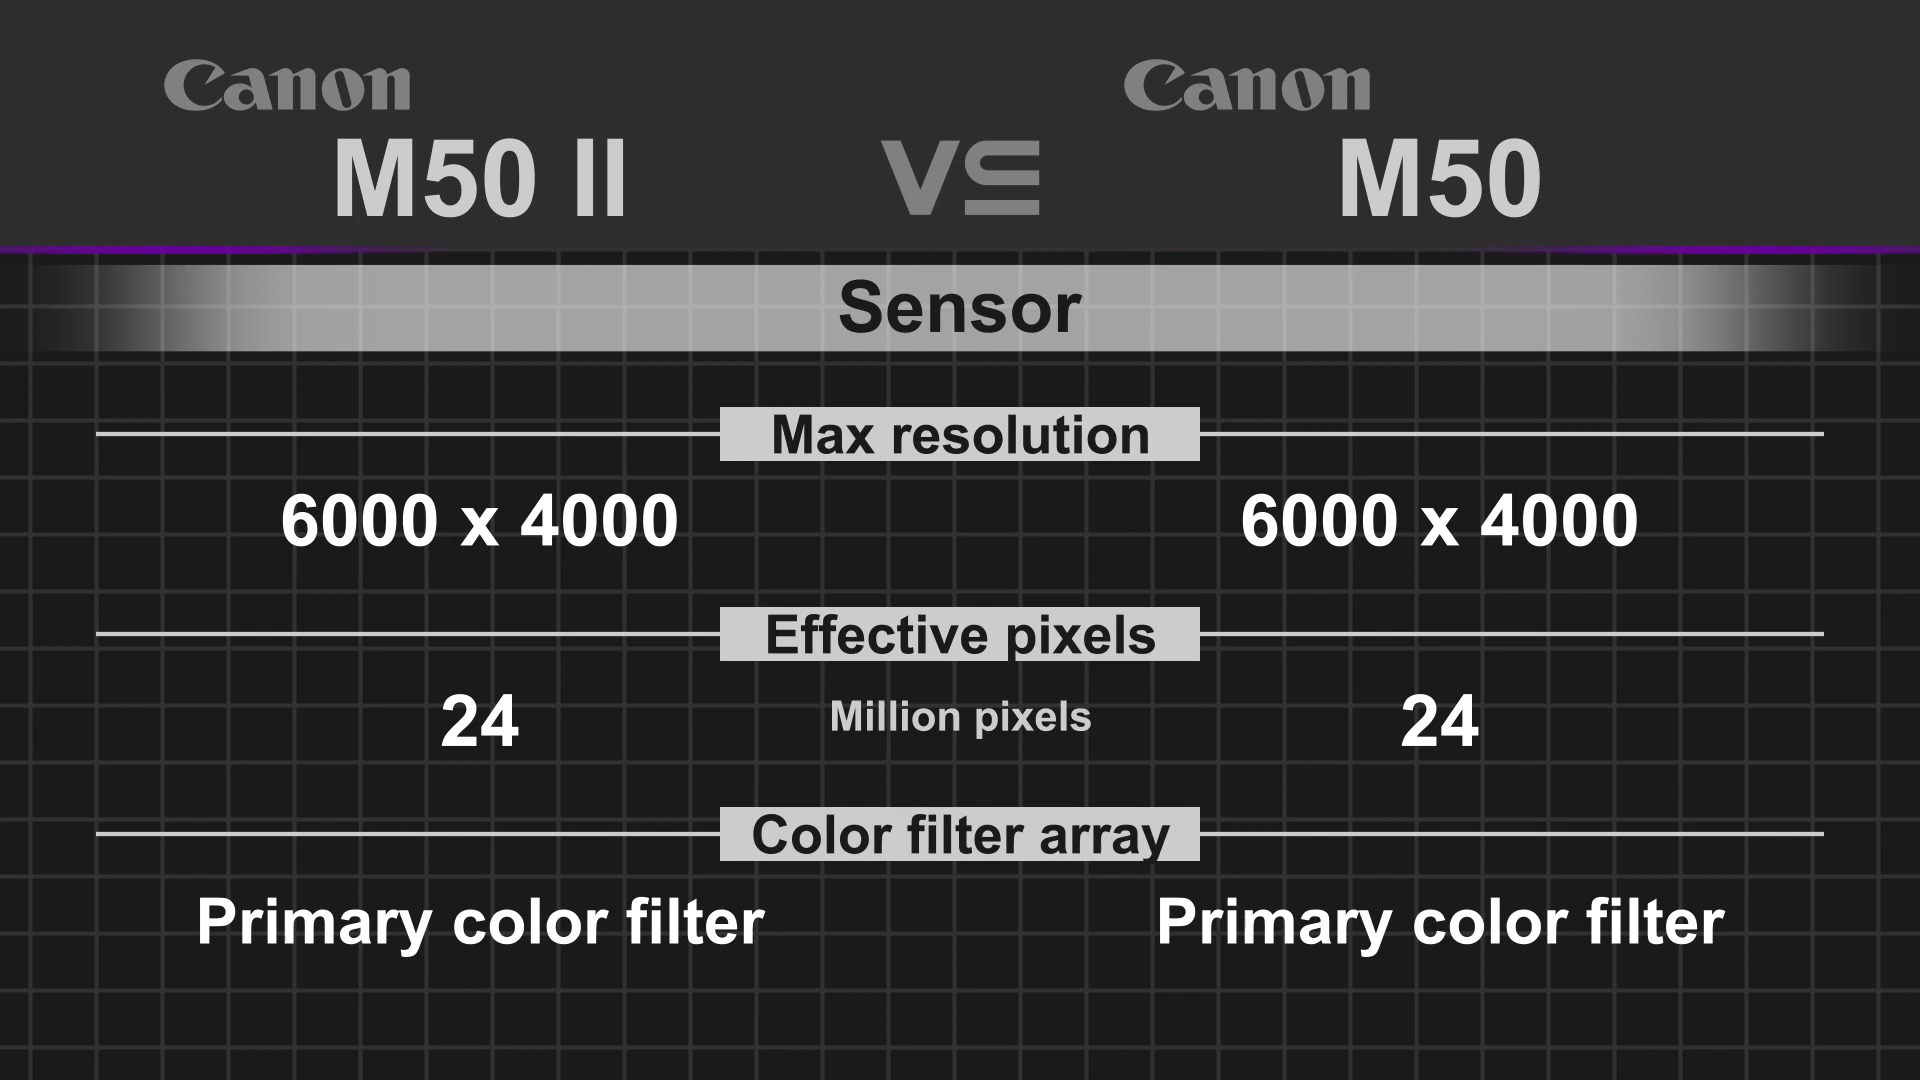 Canon
M50 II
VS
Canon
M50
Sensor
Max resolution
6000 x 4000
6000 x 4000
Effective pixels
24
Million pixels
24
Color filter array
Primary color filter
Primary color filter